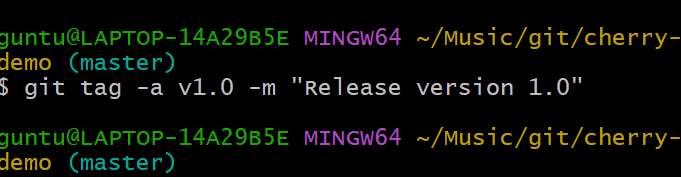 guntu@LAPTOP-14A29B5E MINGW64 ~/Music/git/cherry-
demo (master)
$ git tag -a v1.0 -m "Release version 1.0"
guntu@LAPTOP-14A29B5E MINGW64 ~/Music/git/cherry-
demo (master)